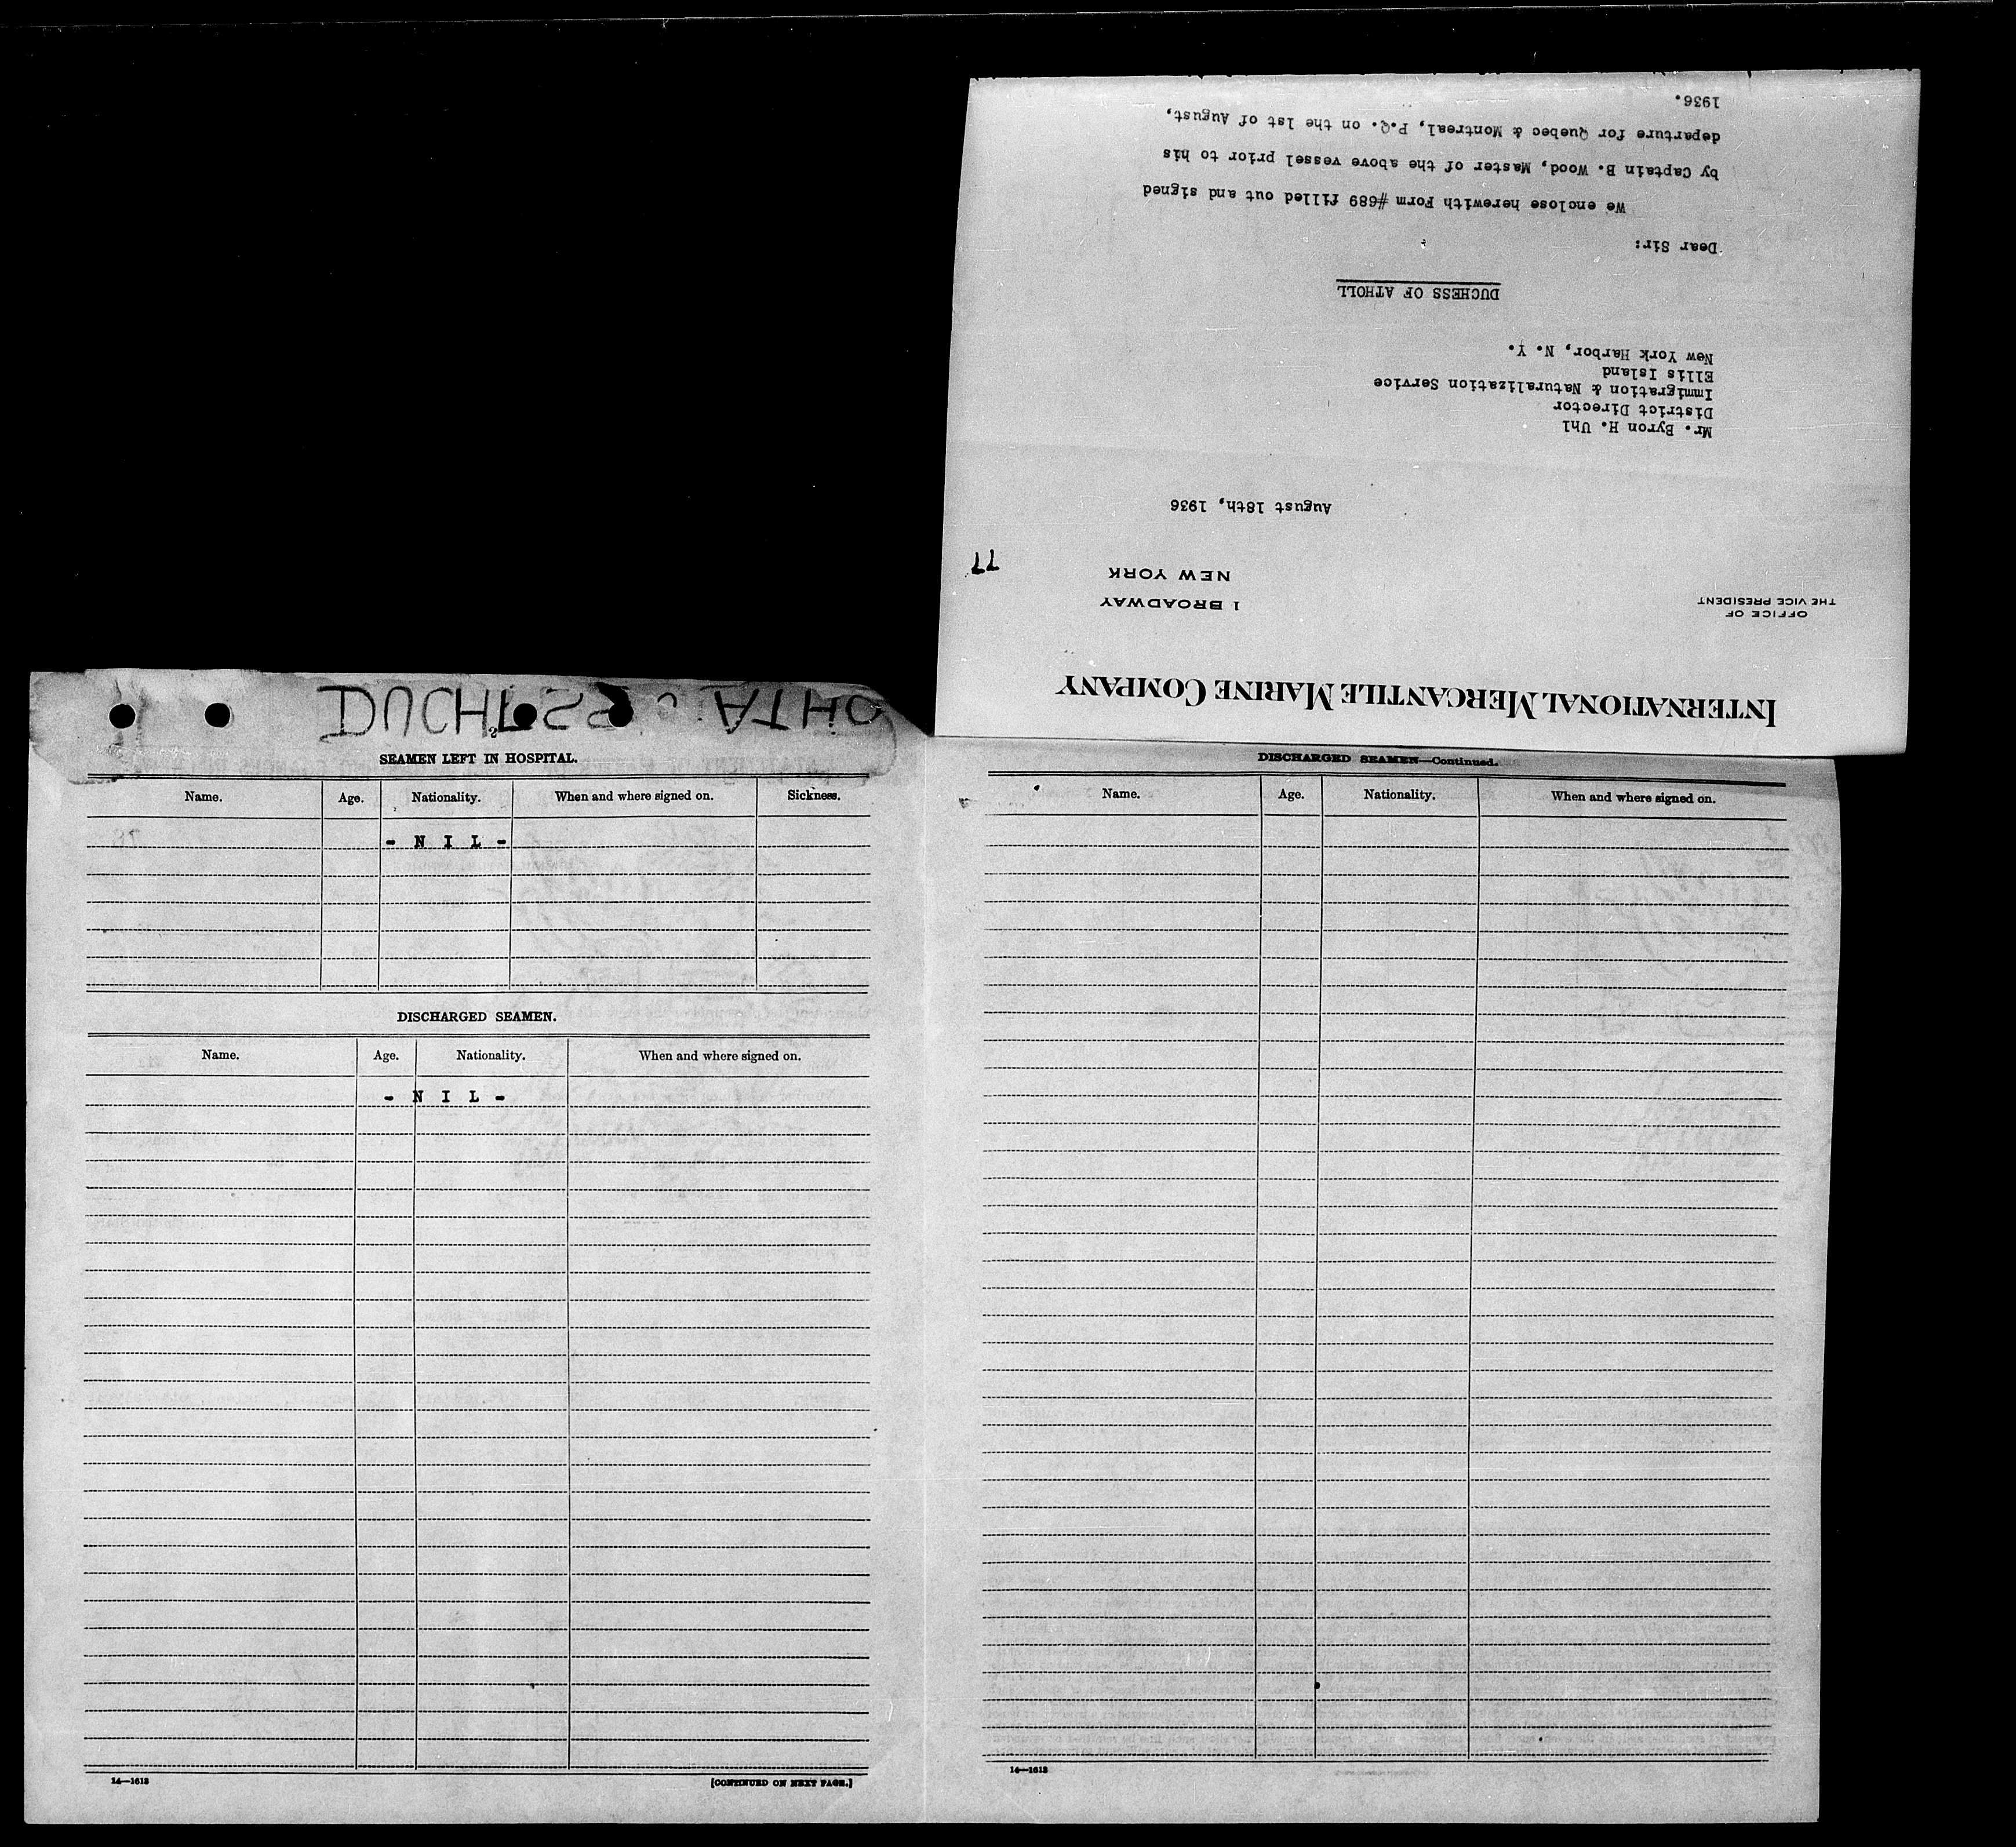 INTERNATIONAL MERCANTILE MARINE COMPANY
OFFICE OF
THE VICE PRESIDENT
1 BROADWAY
NEW YORK
77
August 18th, 1936
Mr. Byron H. Uhl
District Director
Immigration & Naturalization Service
Ellis Island
New York Harbor, N. Y.
DUCHESS OF ATHOLL
Dear Sir:
We enclose herewith Form #689 filled out and signed
by Captain B. Wood, Master of the above vessel prior to his
departure for Quebec & Montreal, P.Q. on the 1st of August,
1936.
2
SEAMEN LEFT IN HOSPITAL.
Name. Age. Nationality. When and where signed on. Sickness.
- N I L -
DISCHARGED SEAMEN.
Name. Age. Nationality. When and where signed on.
- N I L -
14—1613
[CONTINUED ON NEXT PAGE.]
DISCHARGED SEAMEN—Continued.
Name. Age. Nationality. When and where signed on.
14—1613